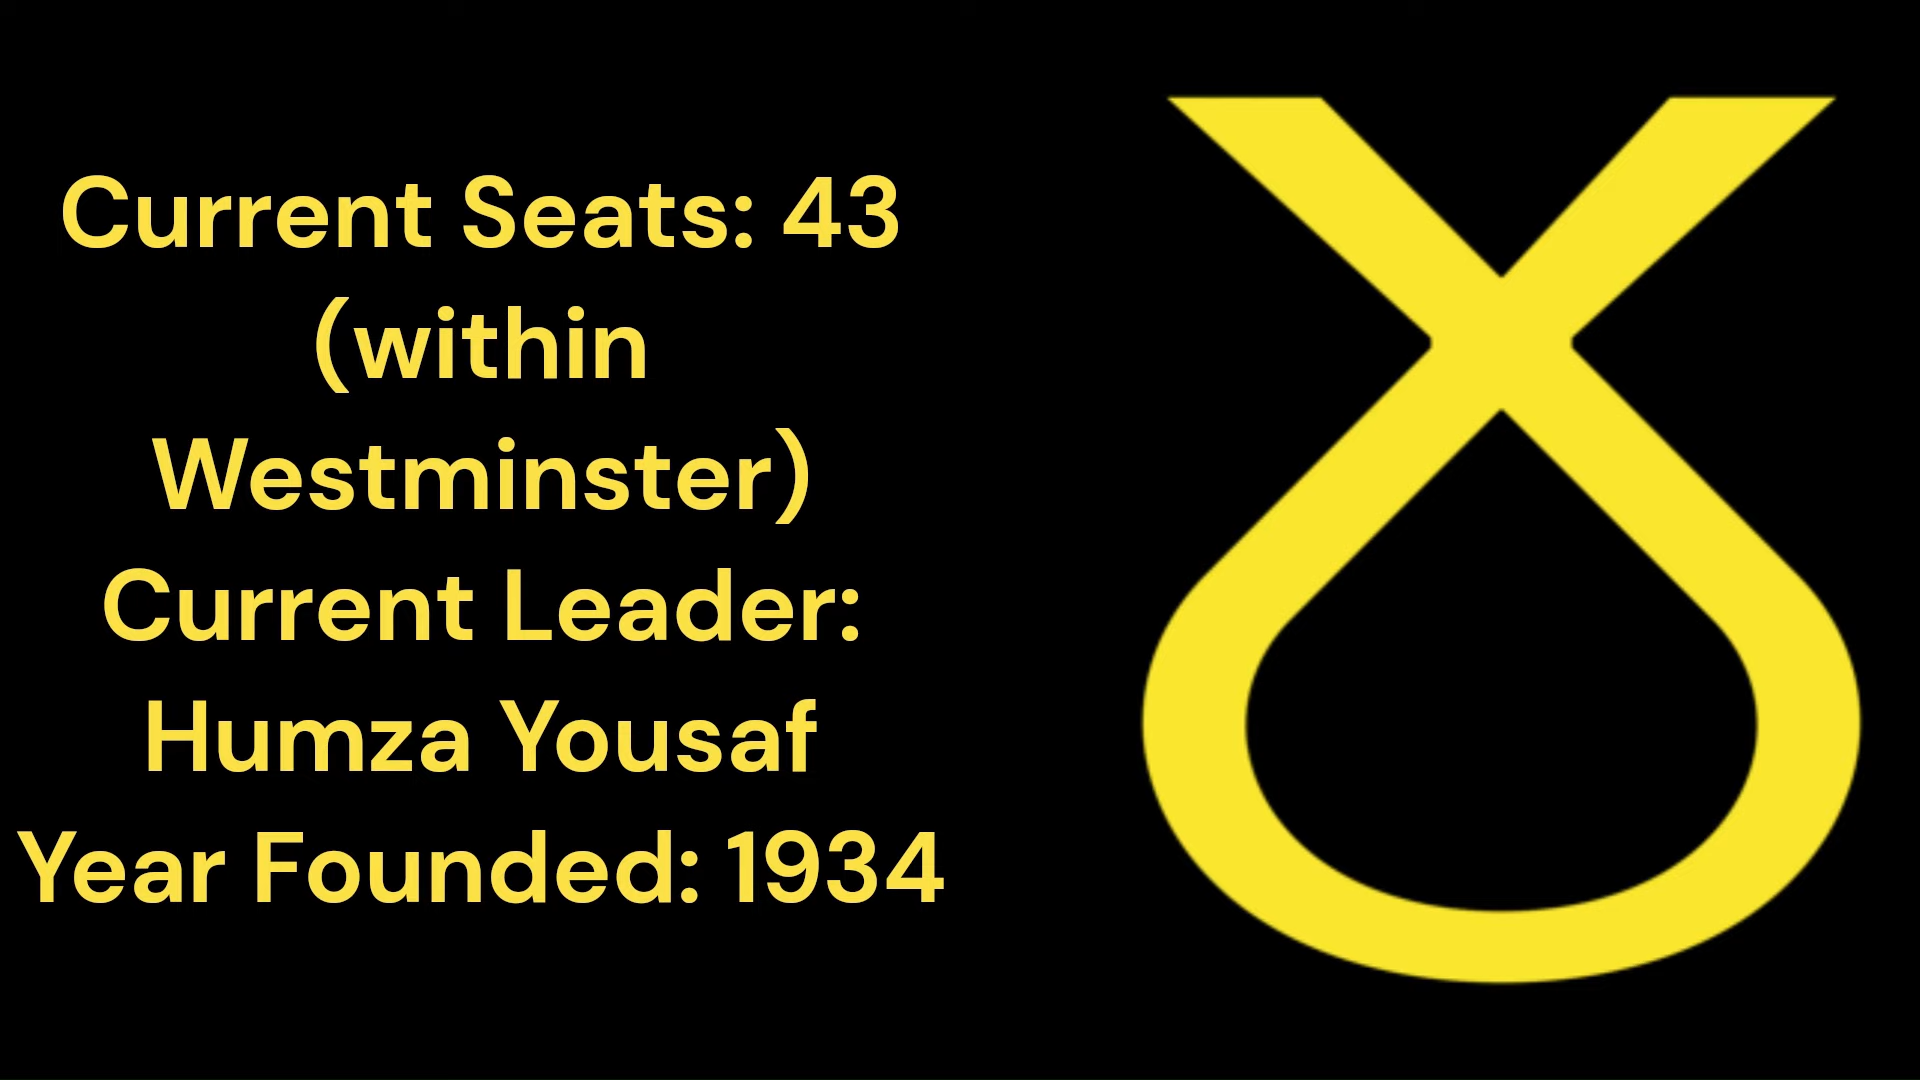 Current Seats: 43
(within
Westminster)
Current Leader:
Humza Yousaf
Year Founded: 1934